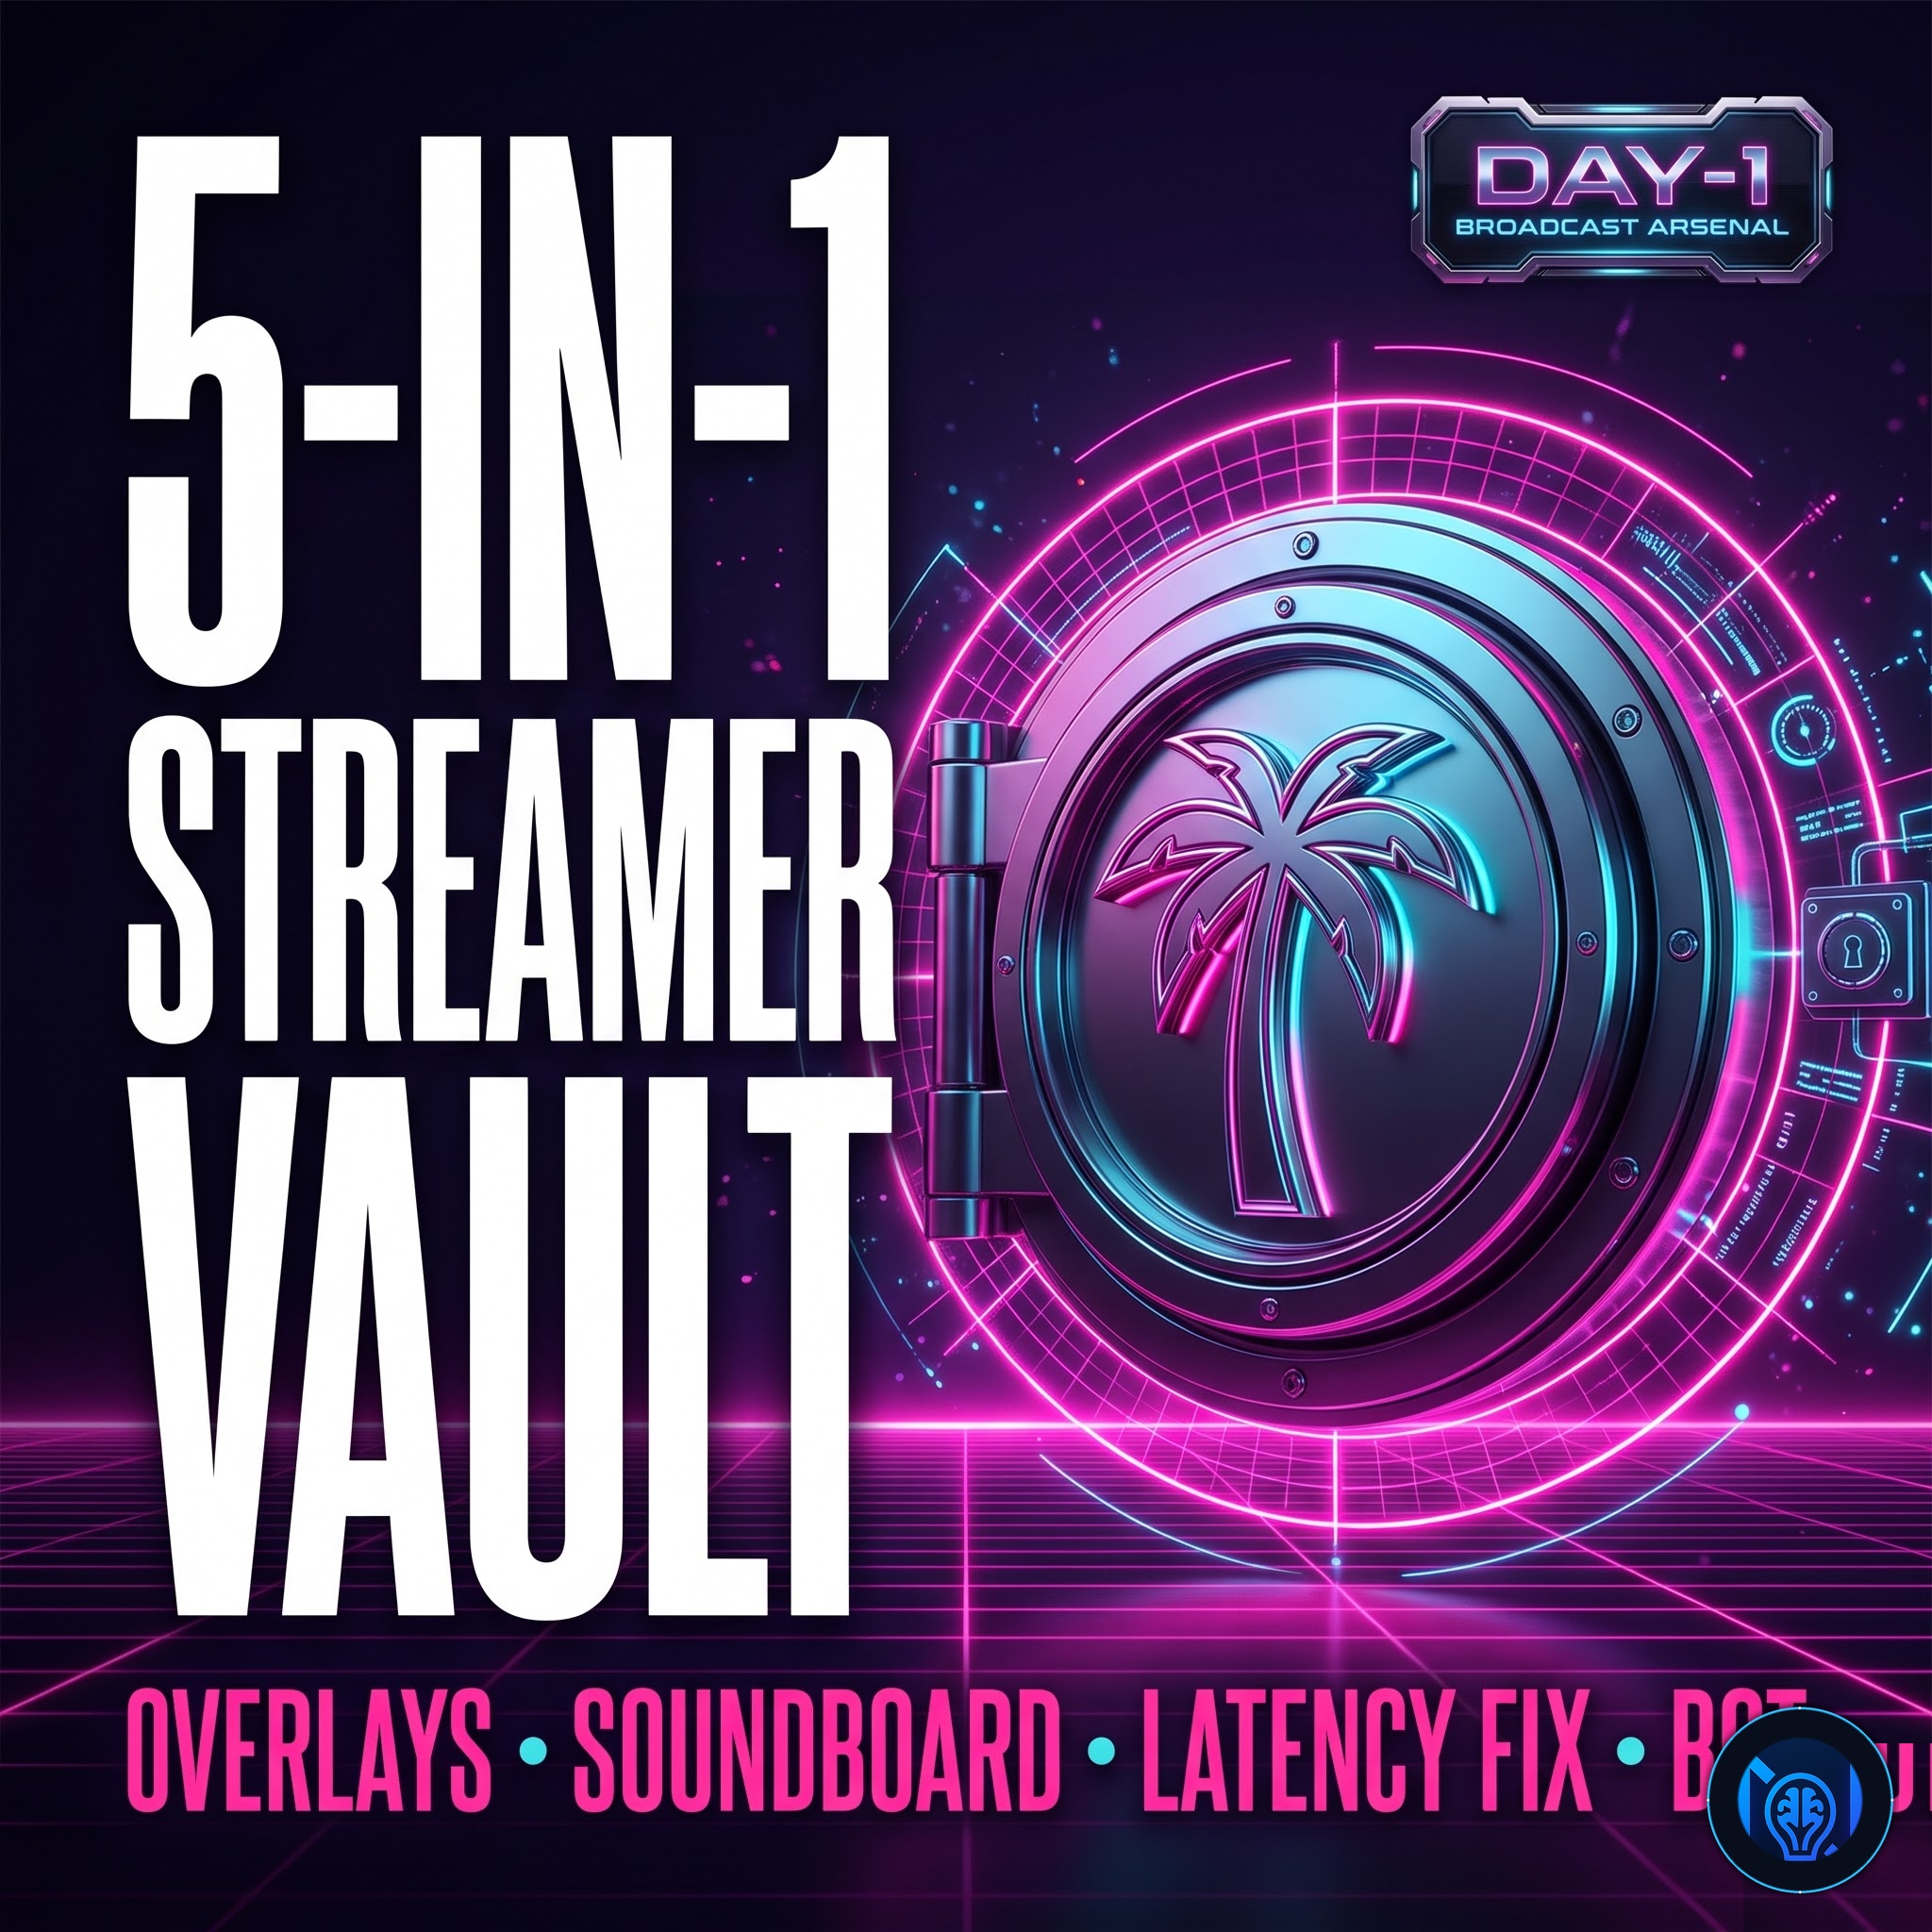 DAY-1
BROADCAST ARSENAL
5-IN-1
STREAMER
VAULT
OVERLAYS • SOUNDBOARD • LATENCY FIX •